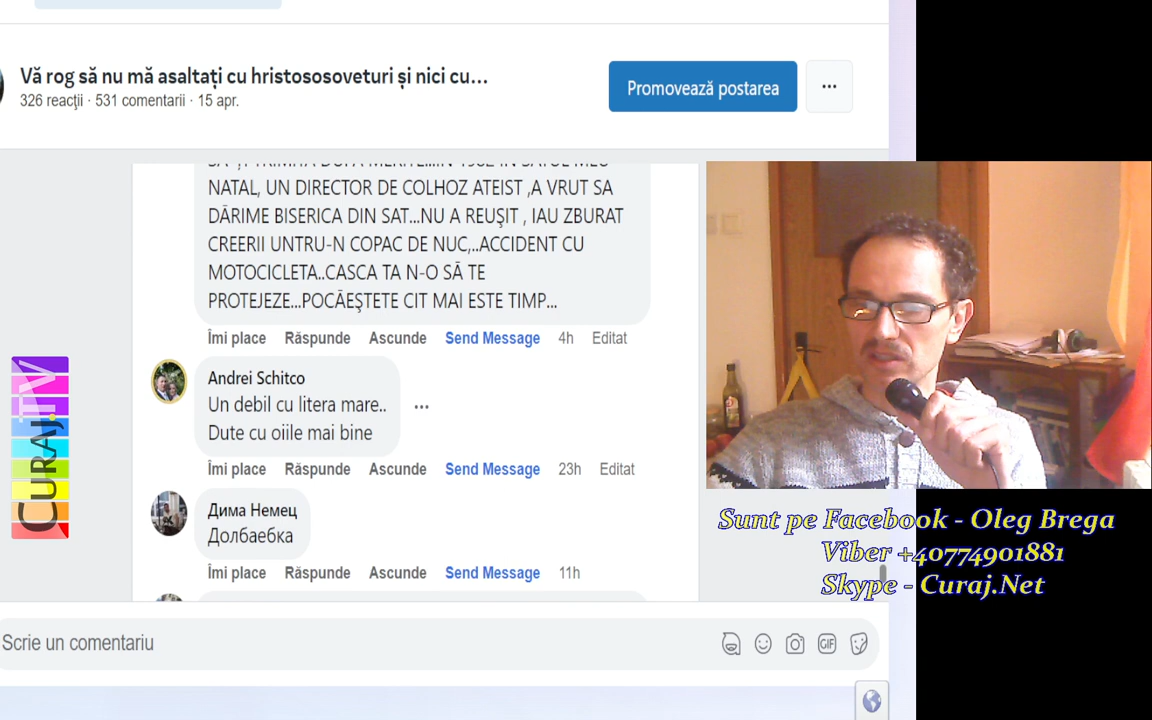 Vă rog să nu mă asaltați cu hristososoveturi și nici cu...
326 reacții · 531 comentarii · 15 apr.
Promovează postarea
NATAL, UN DIRECTOR DE COLHOZ ATEIST ,A VRUT SA
DĂRIME BISERICA DIN SAT...NU A REUȘIT , IAU ZBURAT
CREERII UNTRU-N COPAC DE NUC,..ACCIDENT CU
MOTOCICLETA..CASCA TA N-O SĂ TE
PROTEJEZE...POCĂEȘTETE CIT MAI ESTE TIMP...
Îmi place Răspunde Ascunde Send Message 4h Editat
Andrei Schitco
Un debil cu litera mare..
Dute cu oiile mai bine
Îmi place Răspunde Ascunde Send Message 23h Editat
Дима Немец
Долбаебка
Îmi place Răspunde Ascunde Send Message 11h
Scrie un comentariu
GIF
CURAJ.TV
Sunt pe Facebook - Oleg Brega
Viber +40774901881
Skype - Curaj.Net